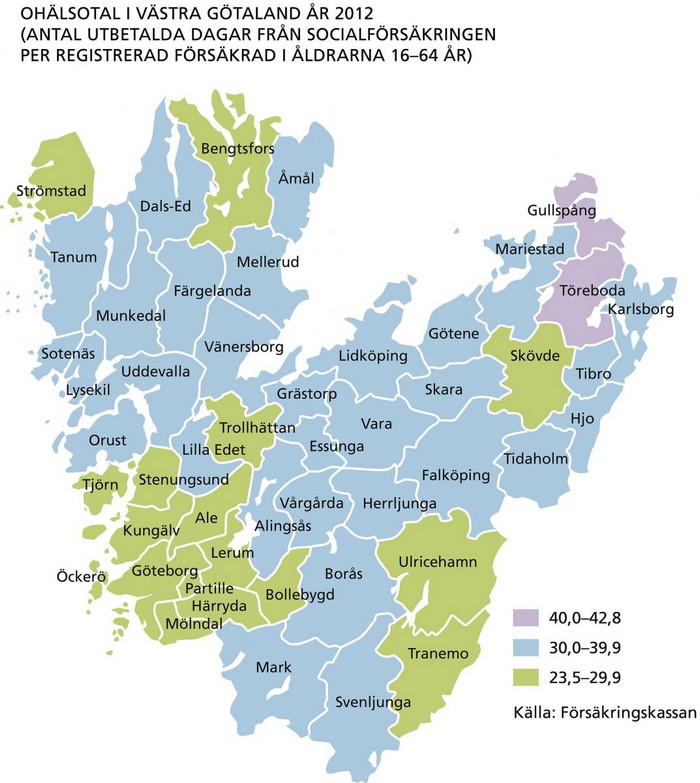 OHÄLSOTAL I VÄSTRA GÖTALAND ÅR 2012
(ANTAL UTBETALDA DAGAR FRÅN SOCIALFÖRSÄKRINGEN
PER REGISTRERAD FÖRSÄKRAD I ÅLDRARNA 16–64 ÅR)
Bengtsfors
Åmål
Strömstad
Dals-Ed
Gullspång
Mariestad
Tanum
Mellerud
Färgelanda
Töreboda
Karlsborg
Munkedal
Götene
Vänersborg
Sotenäs
Lidköping
Skövde
Uddevalla
Tibro
Lysekil
Skara
Grästorp
Hjo
Trollhättan
Vara
Orust
Lilla Edet
Essunga
Tidaholm
Falköping
Stenungsund
Tjörn
Vårgårda
Herrljunga
Ale
Alingsås
Kungälv
Lerum
Ulricehamn
Göteborg
Öckerö
Borås
Partille
Bollebygd
Härryda
Mölndal
40,0–42,8
30,0–39,9
Tranemo
Mark
23,5–29,9
Svenljunga
Källa: Försäkringskassan